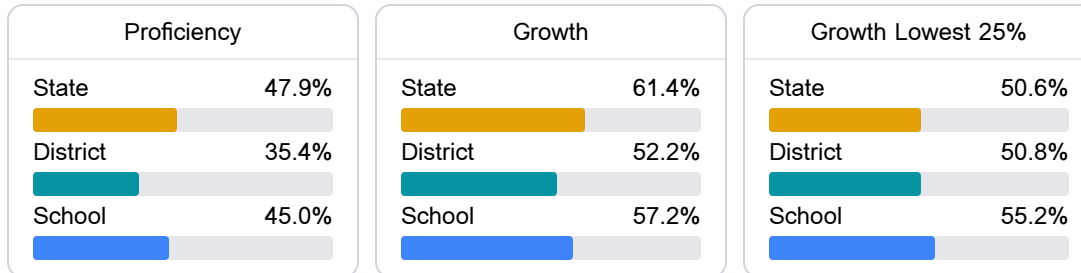 Proficiency
State 47.9%
District 35.4%
School 45.0%
Growth
State 61.4%
District 52.2%
School 57.2%
Growth Lowest 25%
State 50.6%
District 50.8%
School 55.2%